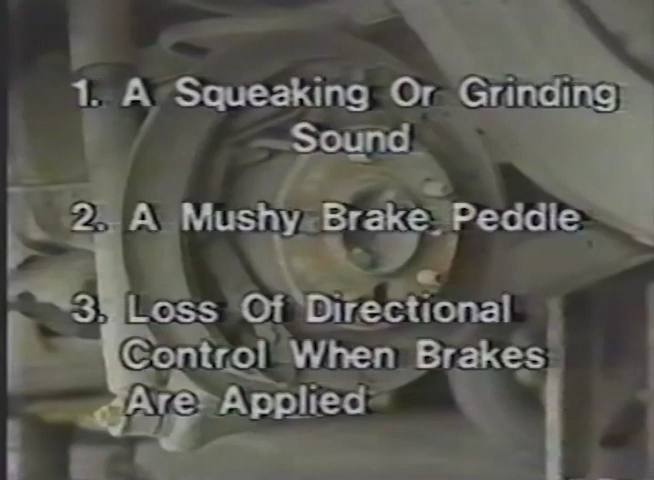 1. A Squeaking Or Grinding
Sound
2. A Mushy Brake Peddle
3. Loss Of Directional
Control When Brakes
Are Applied